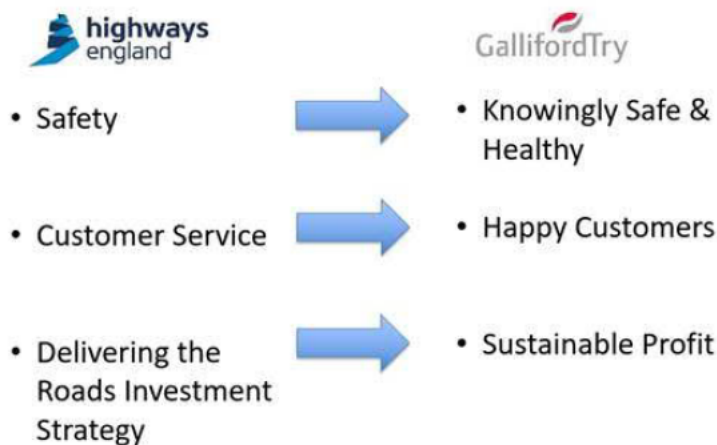 highways
england
GallifordTry
• Safety
• Knowingly Safe &
Healthy
• Customer Service
• Happy Customers
• Delivering the
Roads Investment
Strategy
• Sustainable Profit